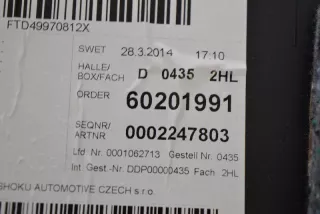 FTD49970812X
SWET 28.3.2014 17:10
HALLE/
BOX/FACH D 0435 2HL
ORDER 60201991
SEQNR/
ARTNR 0002247803
Lfd Nr. 0001062713 Gestell Nr. 0435
Int. Gest.-Nr. DDP00000435 Fach 2HL
SHOKU AUTOMOTIVE CZECH s.r.o.